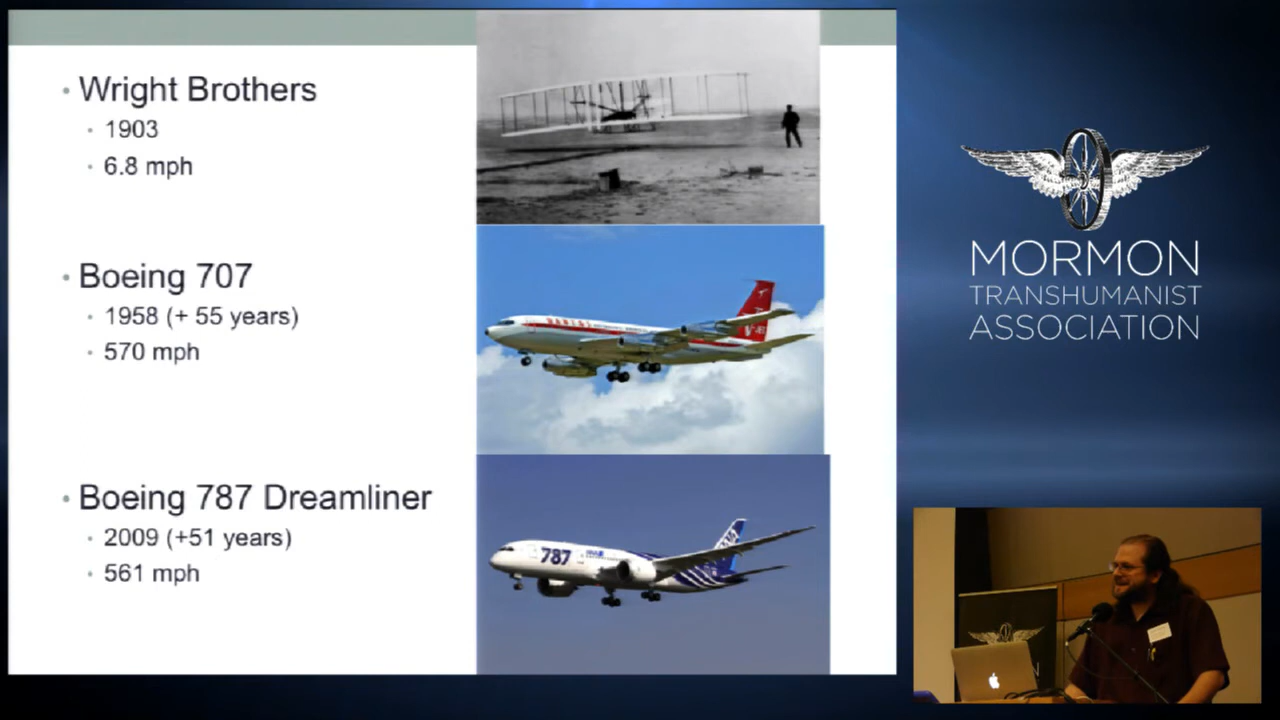 Wright Brothers
1903
6.8 mph
Boeing 707
1958 (+ 55 years)
570 mph
Boeing 787 Dreamliner
2009 (+51 years)
561 mph
787
MORMON
TRANSHUMANIST
ASSOCIATION